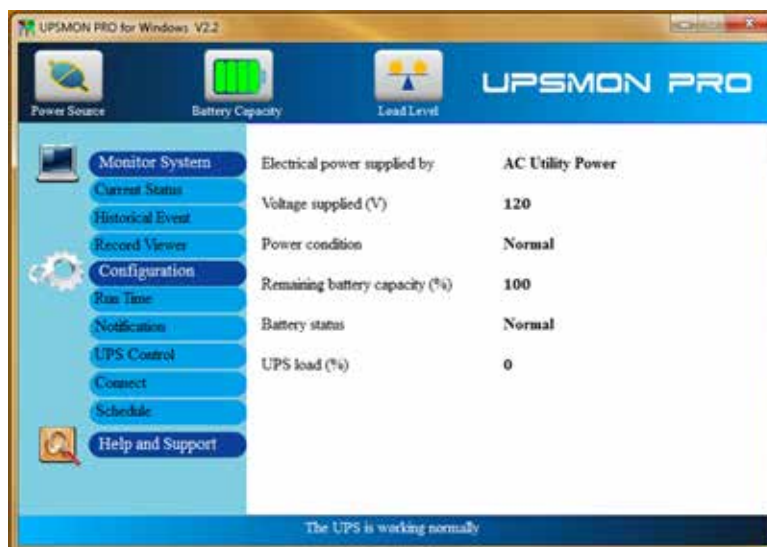 UPSMON PRO for Windows V2.2
Power Source
Battery Capacity
Load Level
UPSMON PRO
Monitor System
Current Status
Historical Event
Record Viewer
Configuration
Run Time
Notification
UPS Control
Connect
Schedule
Help and Support
Electrical power supplied by AC Utility Power
Voltage supplied (V) 120
Power condition Normal
Remaining battery capacity (%) 100
Battery status Normal
UPS load (%) 0
The UPS is working normally